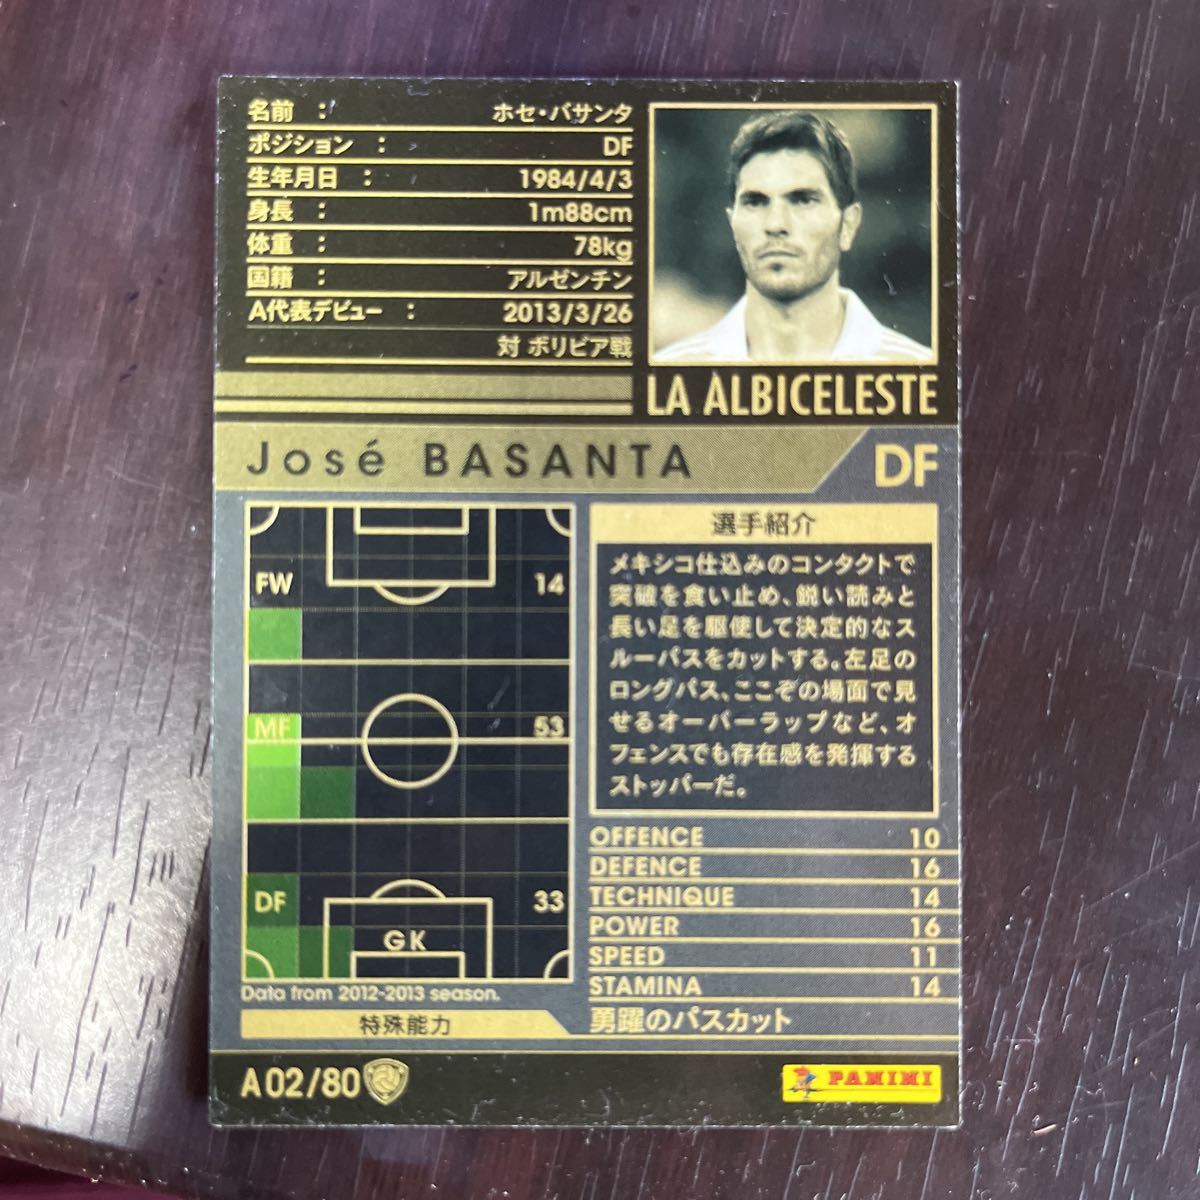 名前 : ホセ・バサンタ
ポジション : DF
生年月日 : 1984/4/3
身長 : 1m88cm
体重 : 78kg
国籍 : アルゼンチン
A代表デビュー : 2013/3/26
対 ボリビア戦
LA ALBICELESTE
José BASANTA
DF
FW 14
MF 53
DF 33
GK
Data from 2012-2013 season.
特殊能力
選手紹介
メキシコ仕込みのコンタクトで
突破を食い止め、鋭い読みと
長い足を駆使して決定的なス
ルーパスをカットする。左足の
ロングパス、ここぞの場面で見
せるオーバーラップなど、オ
フェンスでも存在感を発揮する
ストッパーだ。
OFFENCE 10
DEFENCE 16
TECHNIQUE 14
POWER 16
SPEED 11
STAMINA 14
勇躍のパスカット
A02/80
PANINI